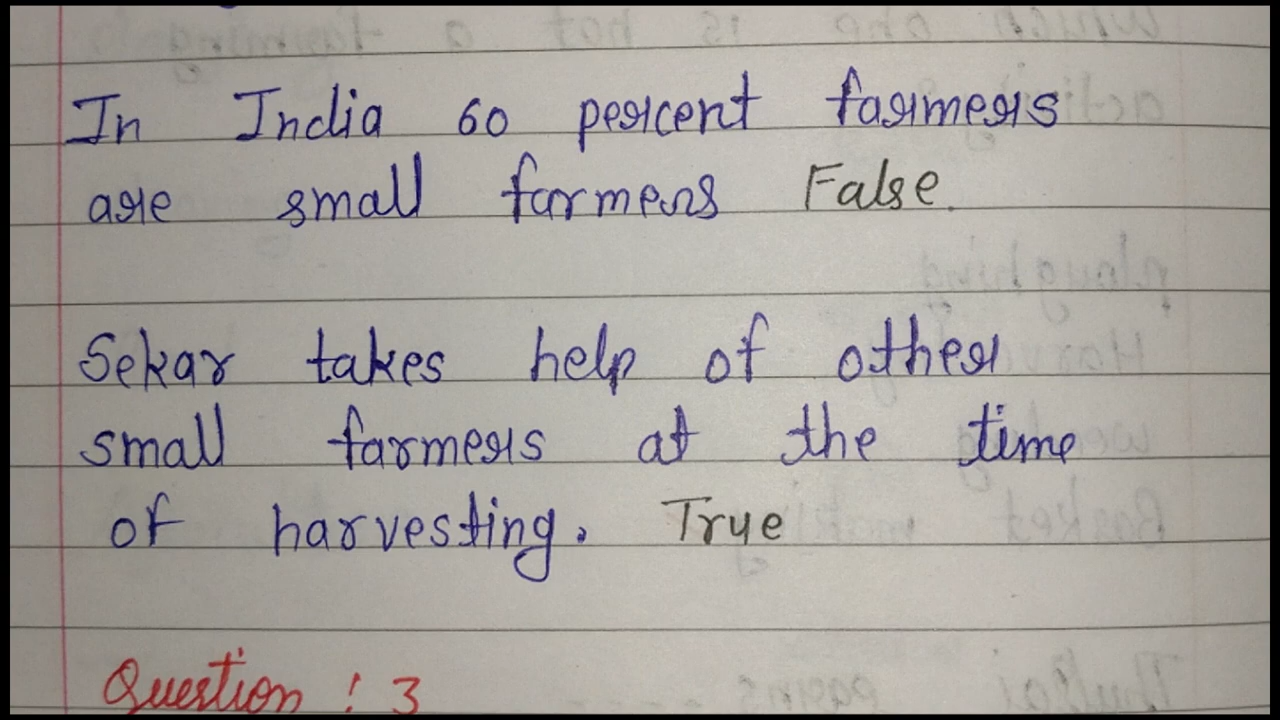 In India 60 percent farmers
are small farmers False.
Sekar takes help of other
small farmers at the time
of harvesting. True
Question : 3